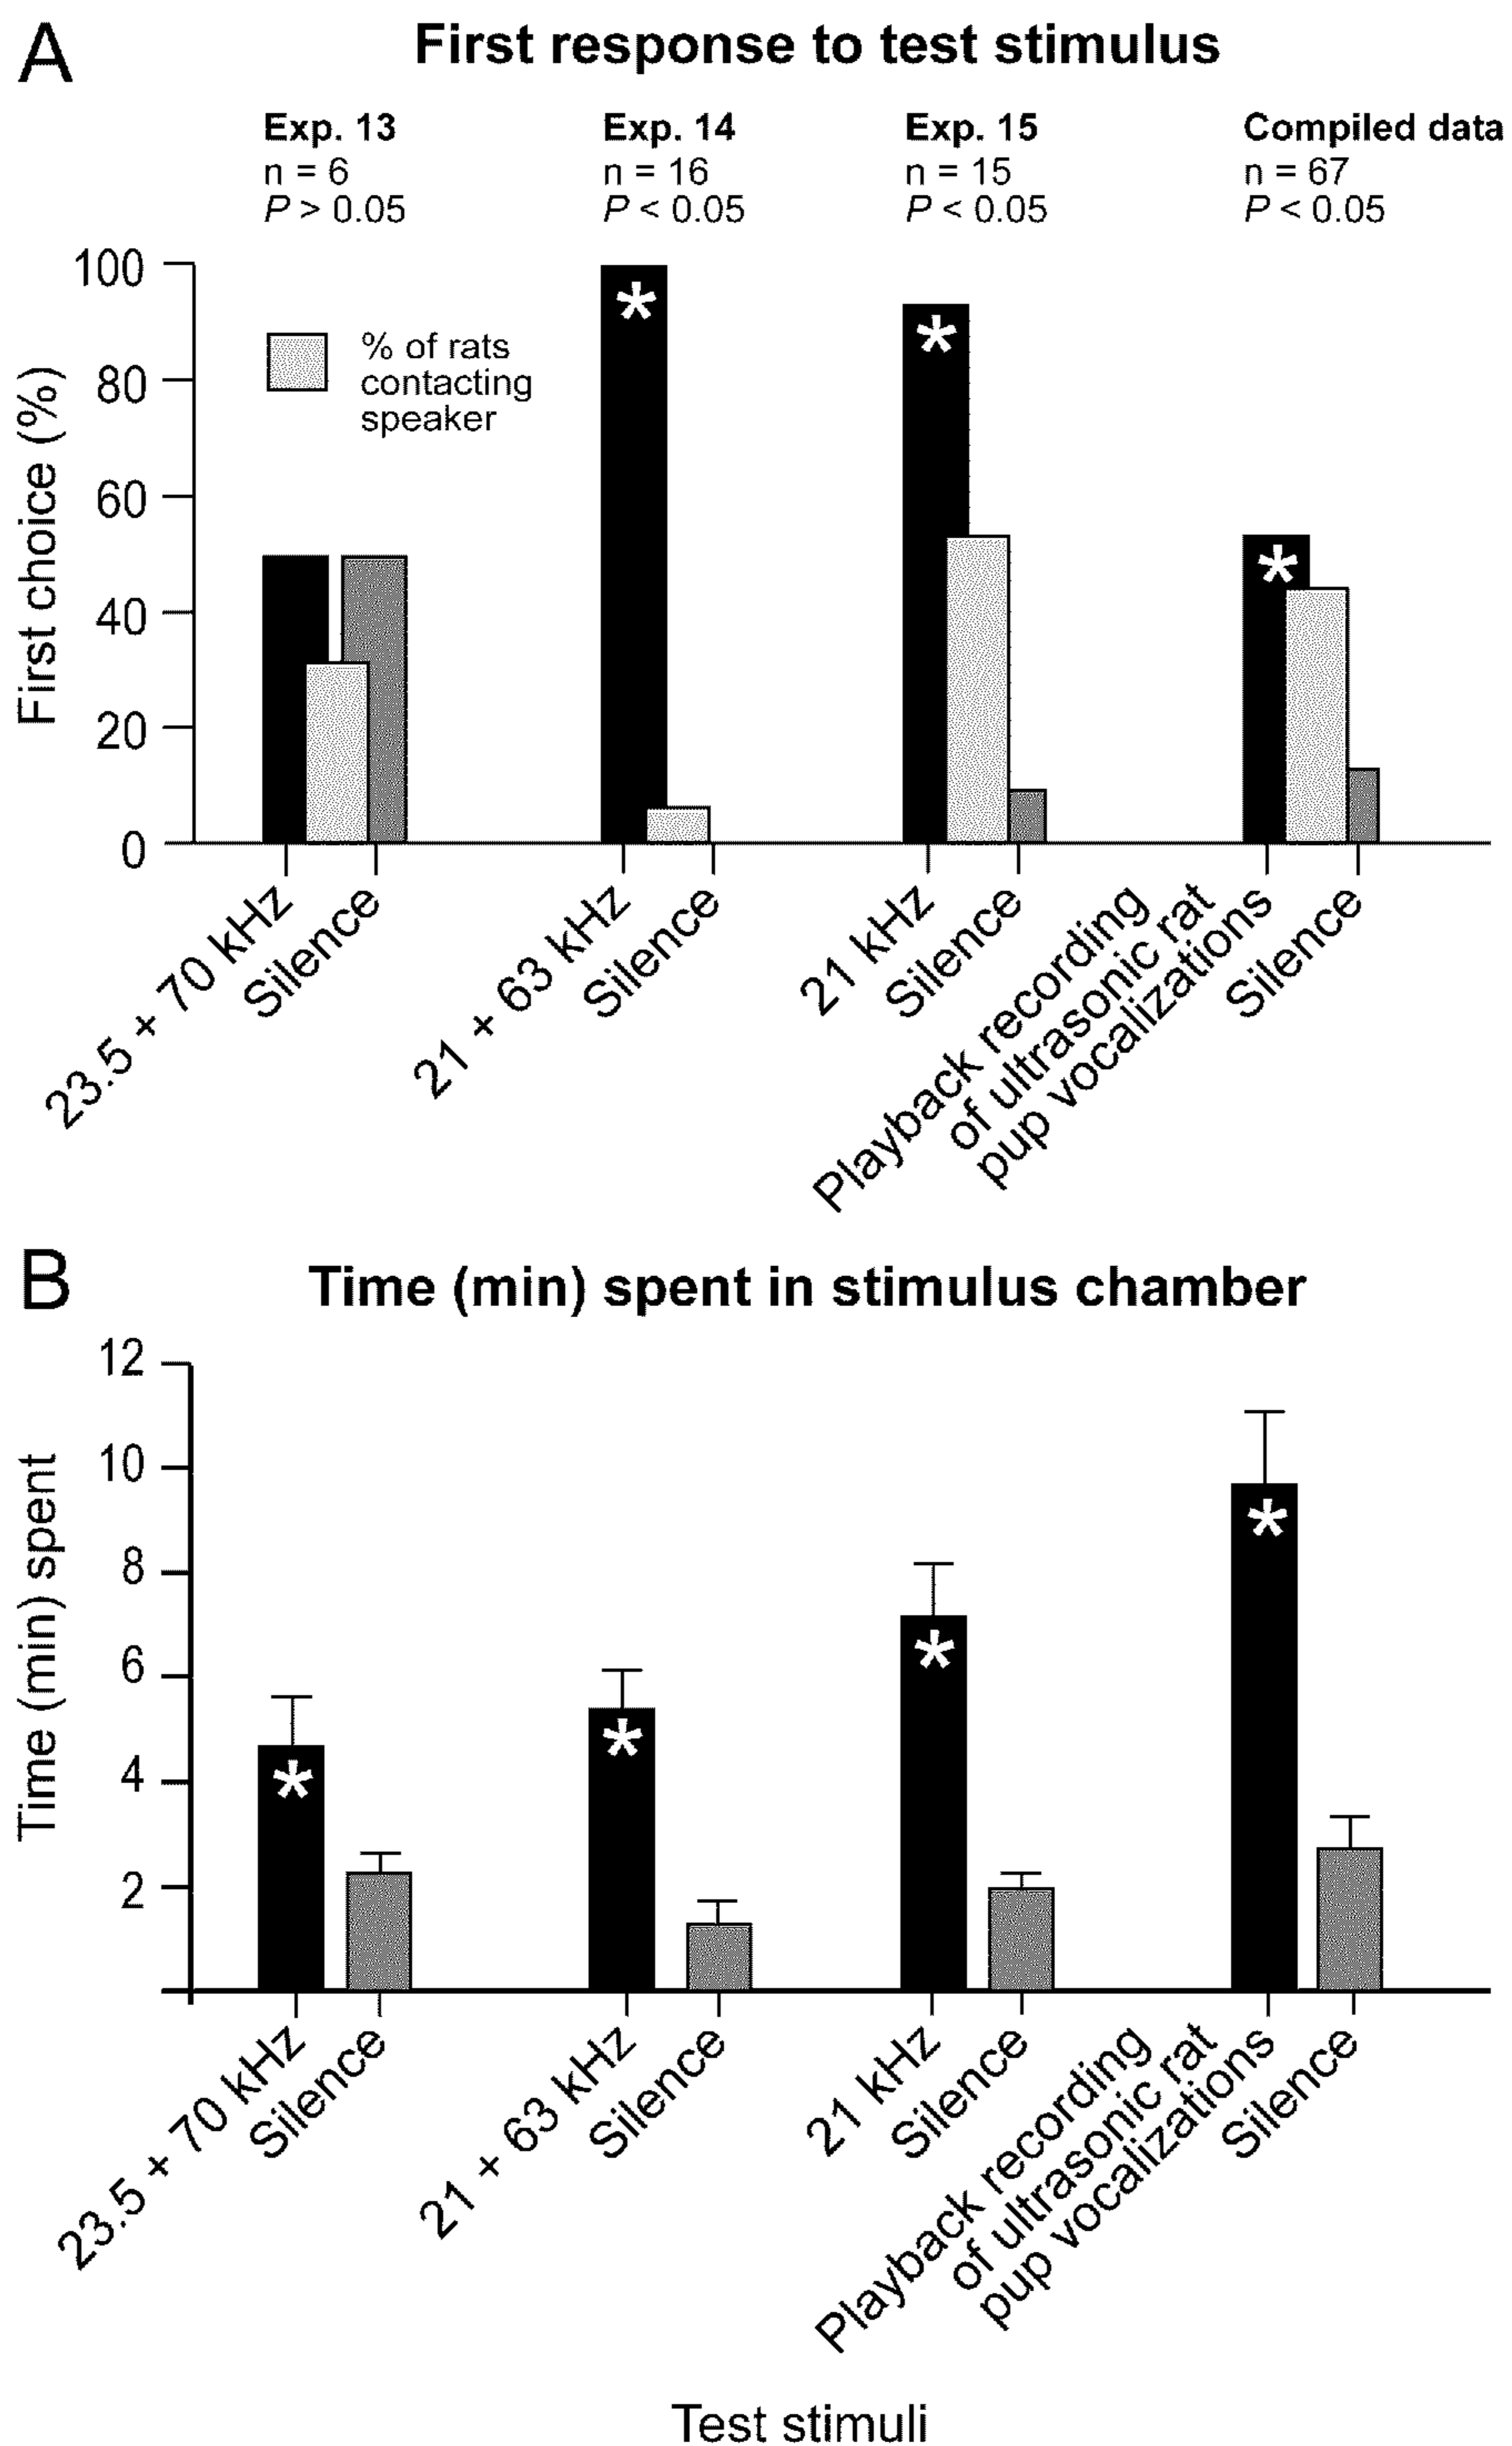 A
First response to test stimulus
Exp. 13
n = 6
P > 0.05
Exp. 14
n = 16
P < 0.05
Exp. 15
n = 15
P < 0.05
Compiled data
n = 67
P < 0.05
First choice (%)
100
80
60
40
20
0
% of rats
contacting
speaker
*
*
*
23.5 + 70 kHz
Silence
21 + 63 kHz
Silence
21 kHz
Silence
Playback recording
of ultrasonic rat
pup vocalizations
Silence
B
Time (min) spent in stimulus chamber
Time (min) spent
12
10
8
6
4
2
*
*
*
*
23.5 + 70 kHz
Silence
21 + 63 kHz
Silence
21 kHz
Silence
Playback recording
of ultrasonic rat
pup vocalizations
Silence
Test stimuli